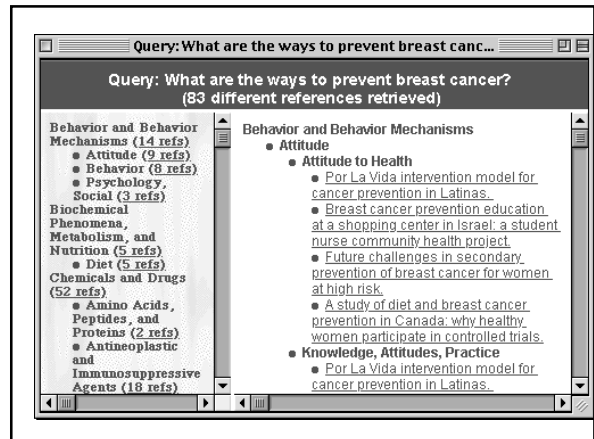 Query: What are the ways to prevent breast canc...
Query: What are the ways to prevent breast cancer?
(83 different references retrieved)
Behavior and Behavior
Mechanisms (14 refs)
● Attitude (9 refs)
● Behavior (8 refs)
● Psychology,
Social (3 refs)
Biochemical
Phenomena,
Metabolism, and
Nutrition (5 refs)
● Diet (5 refs)
Chemicals and Drugs
(52 refs)
● Amino Acids,
Peptides, and
Proteins (2 refs)
● Antineoplastic
and
Immunosuppressive
Agents (18 refs)
Behavior and Behavior Mechanisms
● Attitude
● Attitude to Health
● Por La Vida intervention model for
cancer prevention in Latinas.
● Breast cancer prevention education
at a shopping center in Israel: a student
nurse community health project.
● Future challenges in secondary
prevention of breast cancer for women
at high risk.
● A study of diet and breast cancer
prevention in Canada: why healthy
women participate in controlled trials.
● Knowledge, Attitudes, Practice
● Por La Vida intervention model for
cancer prevention in Latinas.